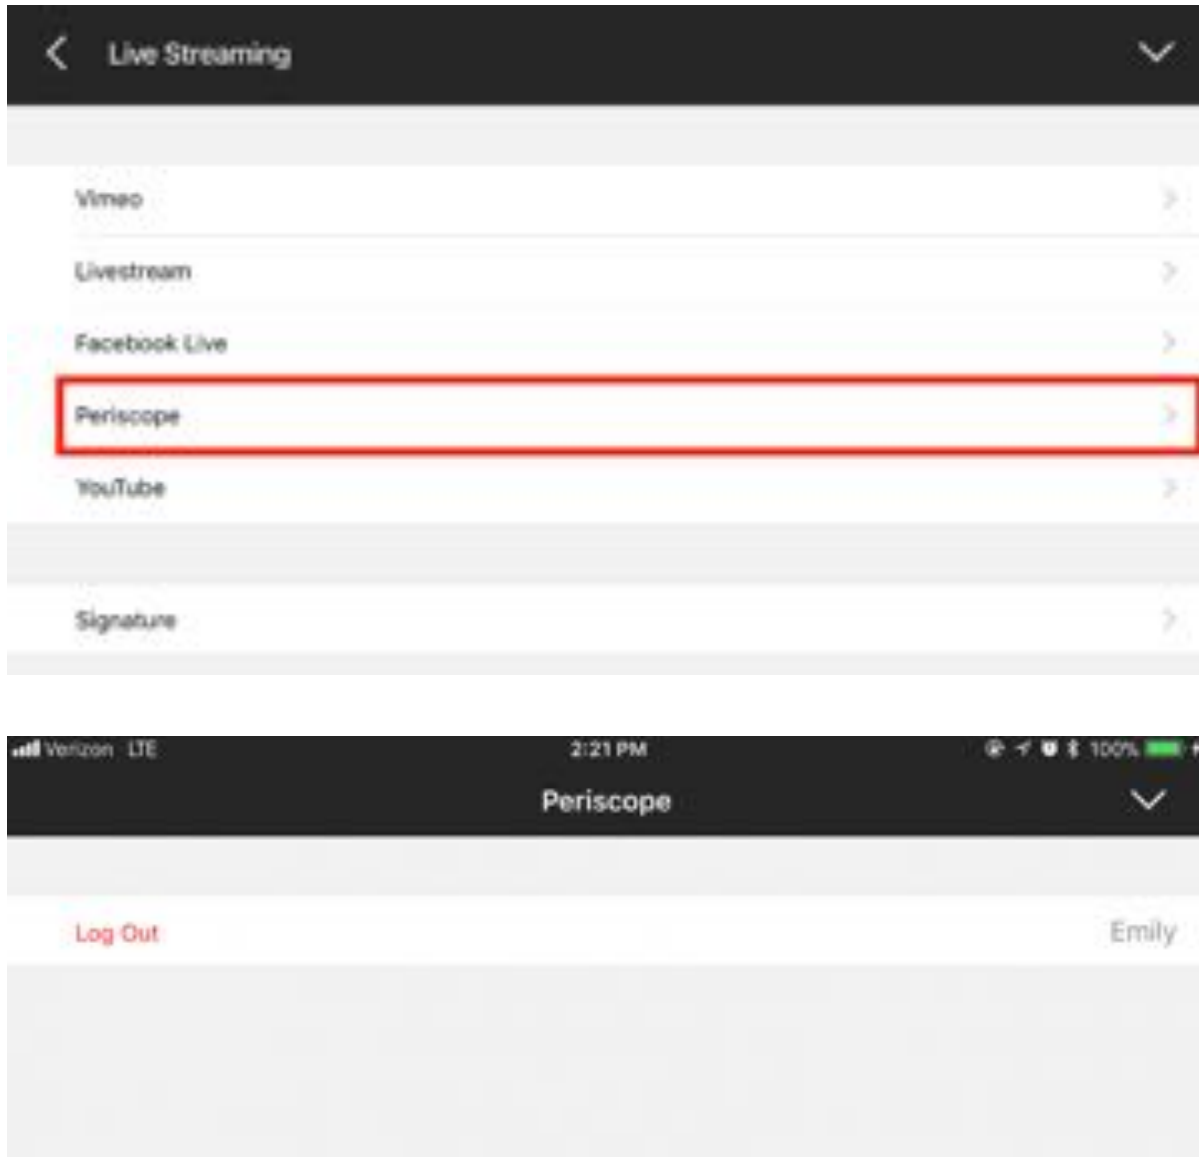 Live Streaming
Vimeo
Livestream
Facebook Live
Periscope
YouTube
Signature
Verizon LTE 2:21 PM 100%
Periscope
Log Out Emily